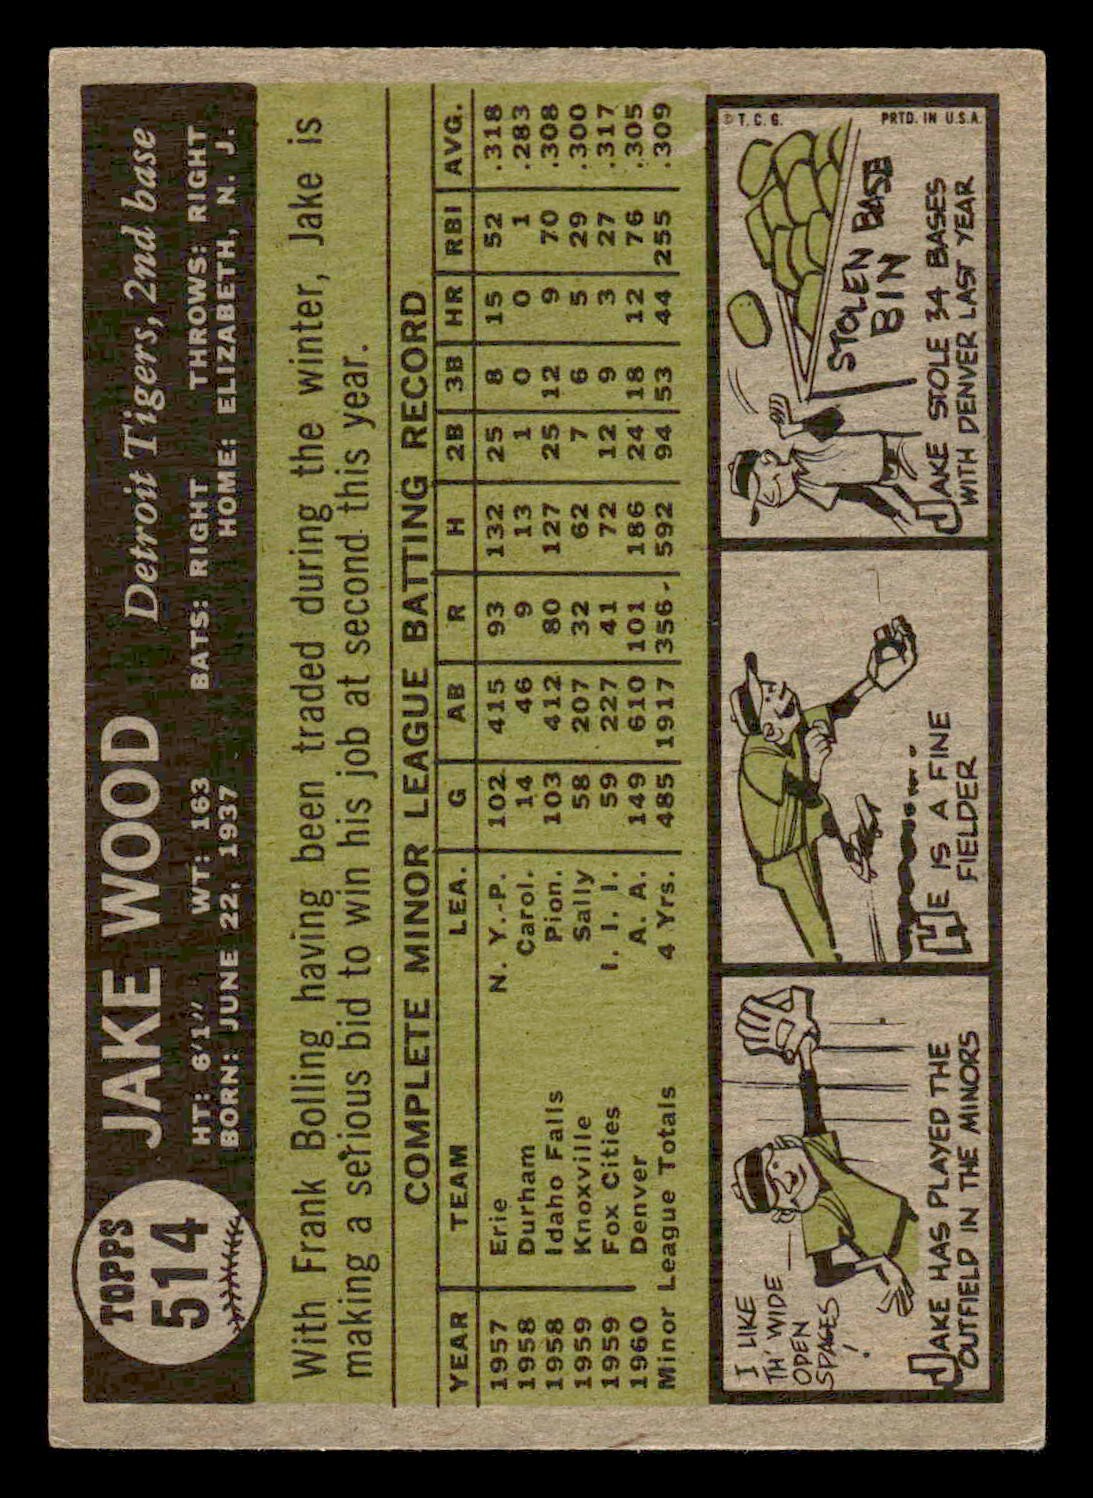 TOPPS
514
JAKE WOOD
Detroit Tigers, 2nd base
HT: 6'1" WT: 163 BATS: RIGHT THROWS: RIGHT
BORN: JUNE 22, 1937 HOME: ELIZABETH, N. J.
With Frank Bolling having been traded during the winter, Jake is
making a serious bid to win his job at second this year.
COMPLETE MINOR LEAGUE BATTING RECORD
YEAR TEAM LEA. G AB R H 2B 3B HR RBI AVG.
1957 Erie N. Y.-P. 102 415 93 132 25 8 15 52 .318
1958 Durham Carol. 14 46 9 13 1 0 0 1 .283
1958 Idaho Falls Pion. 103 412 80 127 25 12 9 70 .308
1959 Knoxville Sally 58 207 32 62 7 6 5 29 .300
1959 Fox Cities I. I. I. 59 227 41 72 12 9 3 27 .317
1960 Denver A. A. 149 610 101 186 24 18 12 76 .305
Minor League Totals 4 Yrs. 485 1917 356 592 94 53 44 255 .309
I LIKE
TH' WIDE
OPEN
SPACES!
JAKE HAS PLAYED THE
OUTFIELD IN THE MINORS
HE IS A FINE
FIELDER
© T. C. G. PRTD. IN U.S.A.
STOLEN BASE
BIN
JAKE STOLE 34 BASES
WITH DENVER LAST YEAR